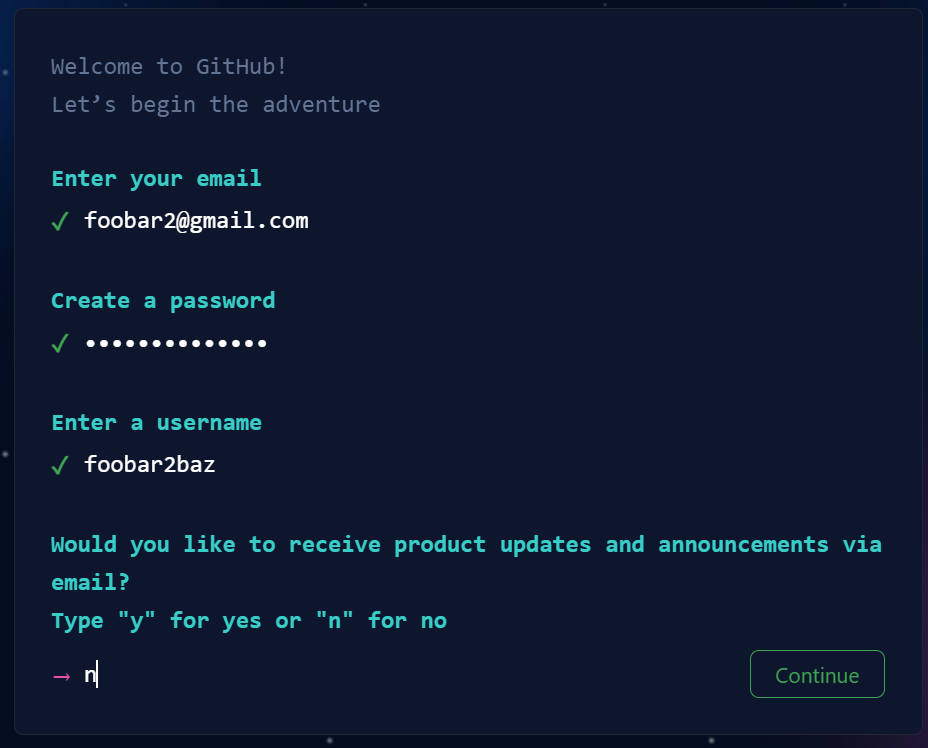 Welcome to GitHub!
Let’s begin the adventure
Enter your email
✓ foobar2@gmail.com
Create a password
✓ ••••••••••••••
Enter a username
✓ foobar2baz
Would you like to receive product updates and announcements via
email?
Type "y" for yes or "n" for no
→ n
Continue